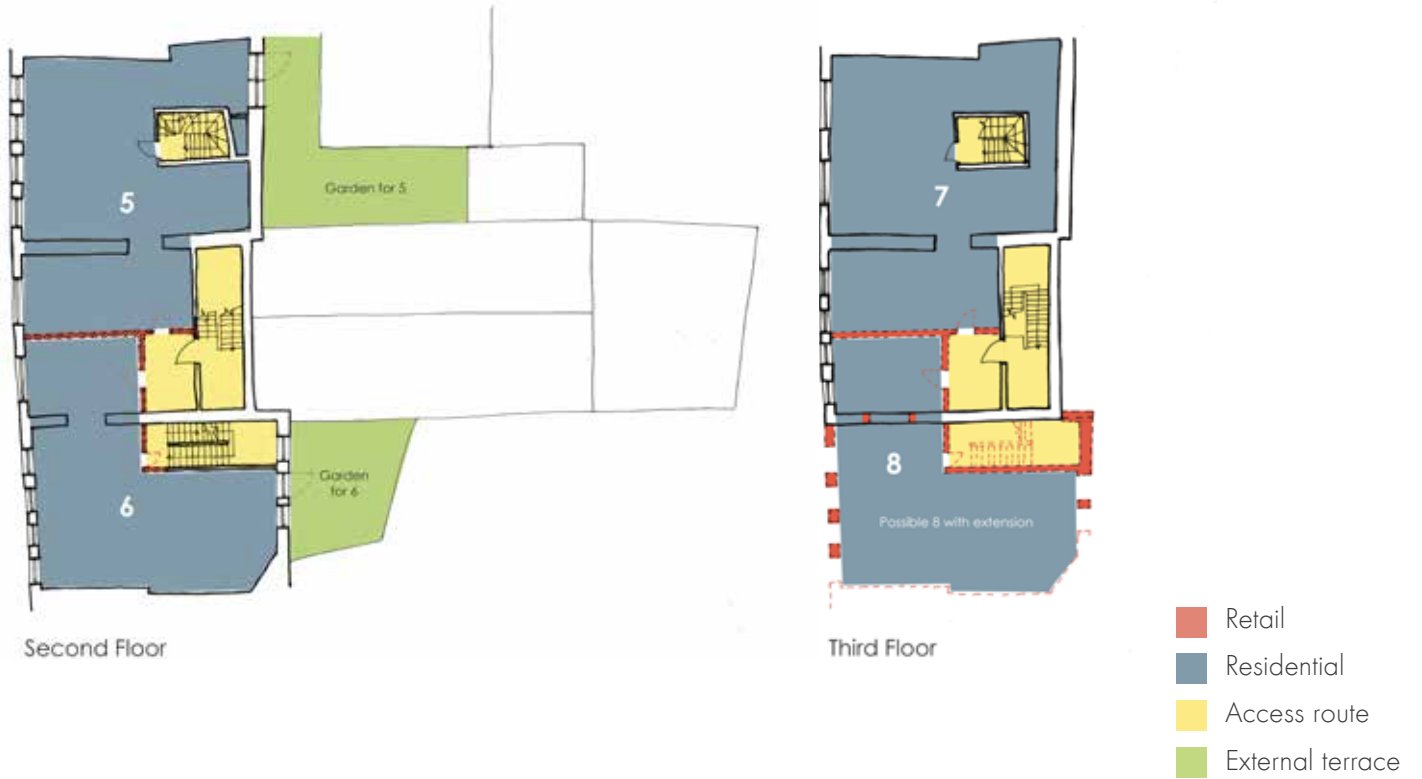 Garden for 5
5
7
Garden
for 6
6
8
Possible 8 with extension
Second Floor
Third Floor
Retail
Residential
Access route
External terrace